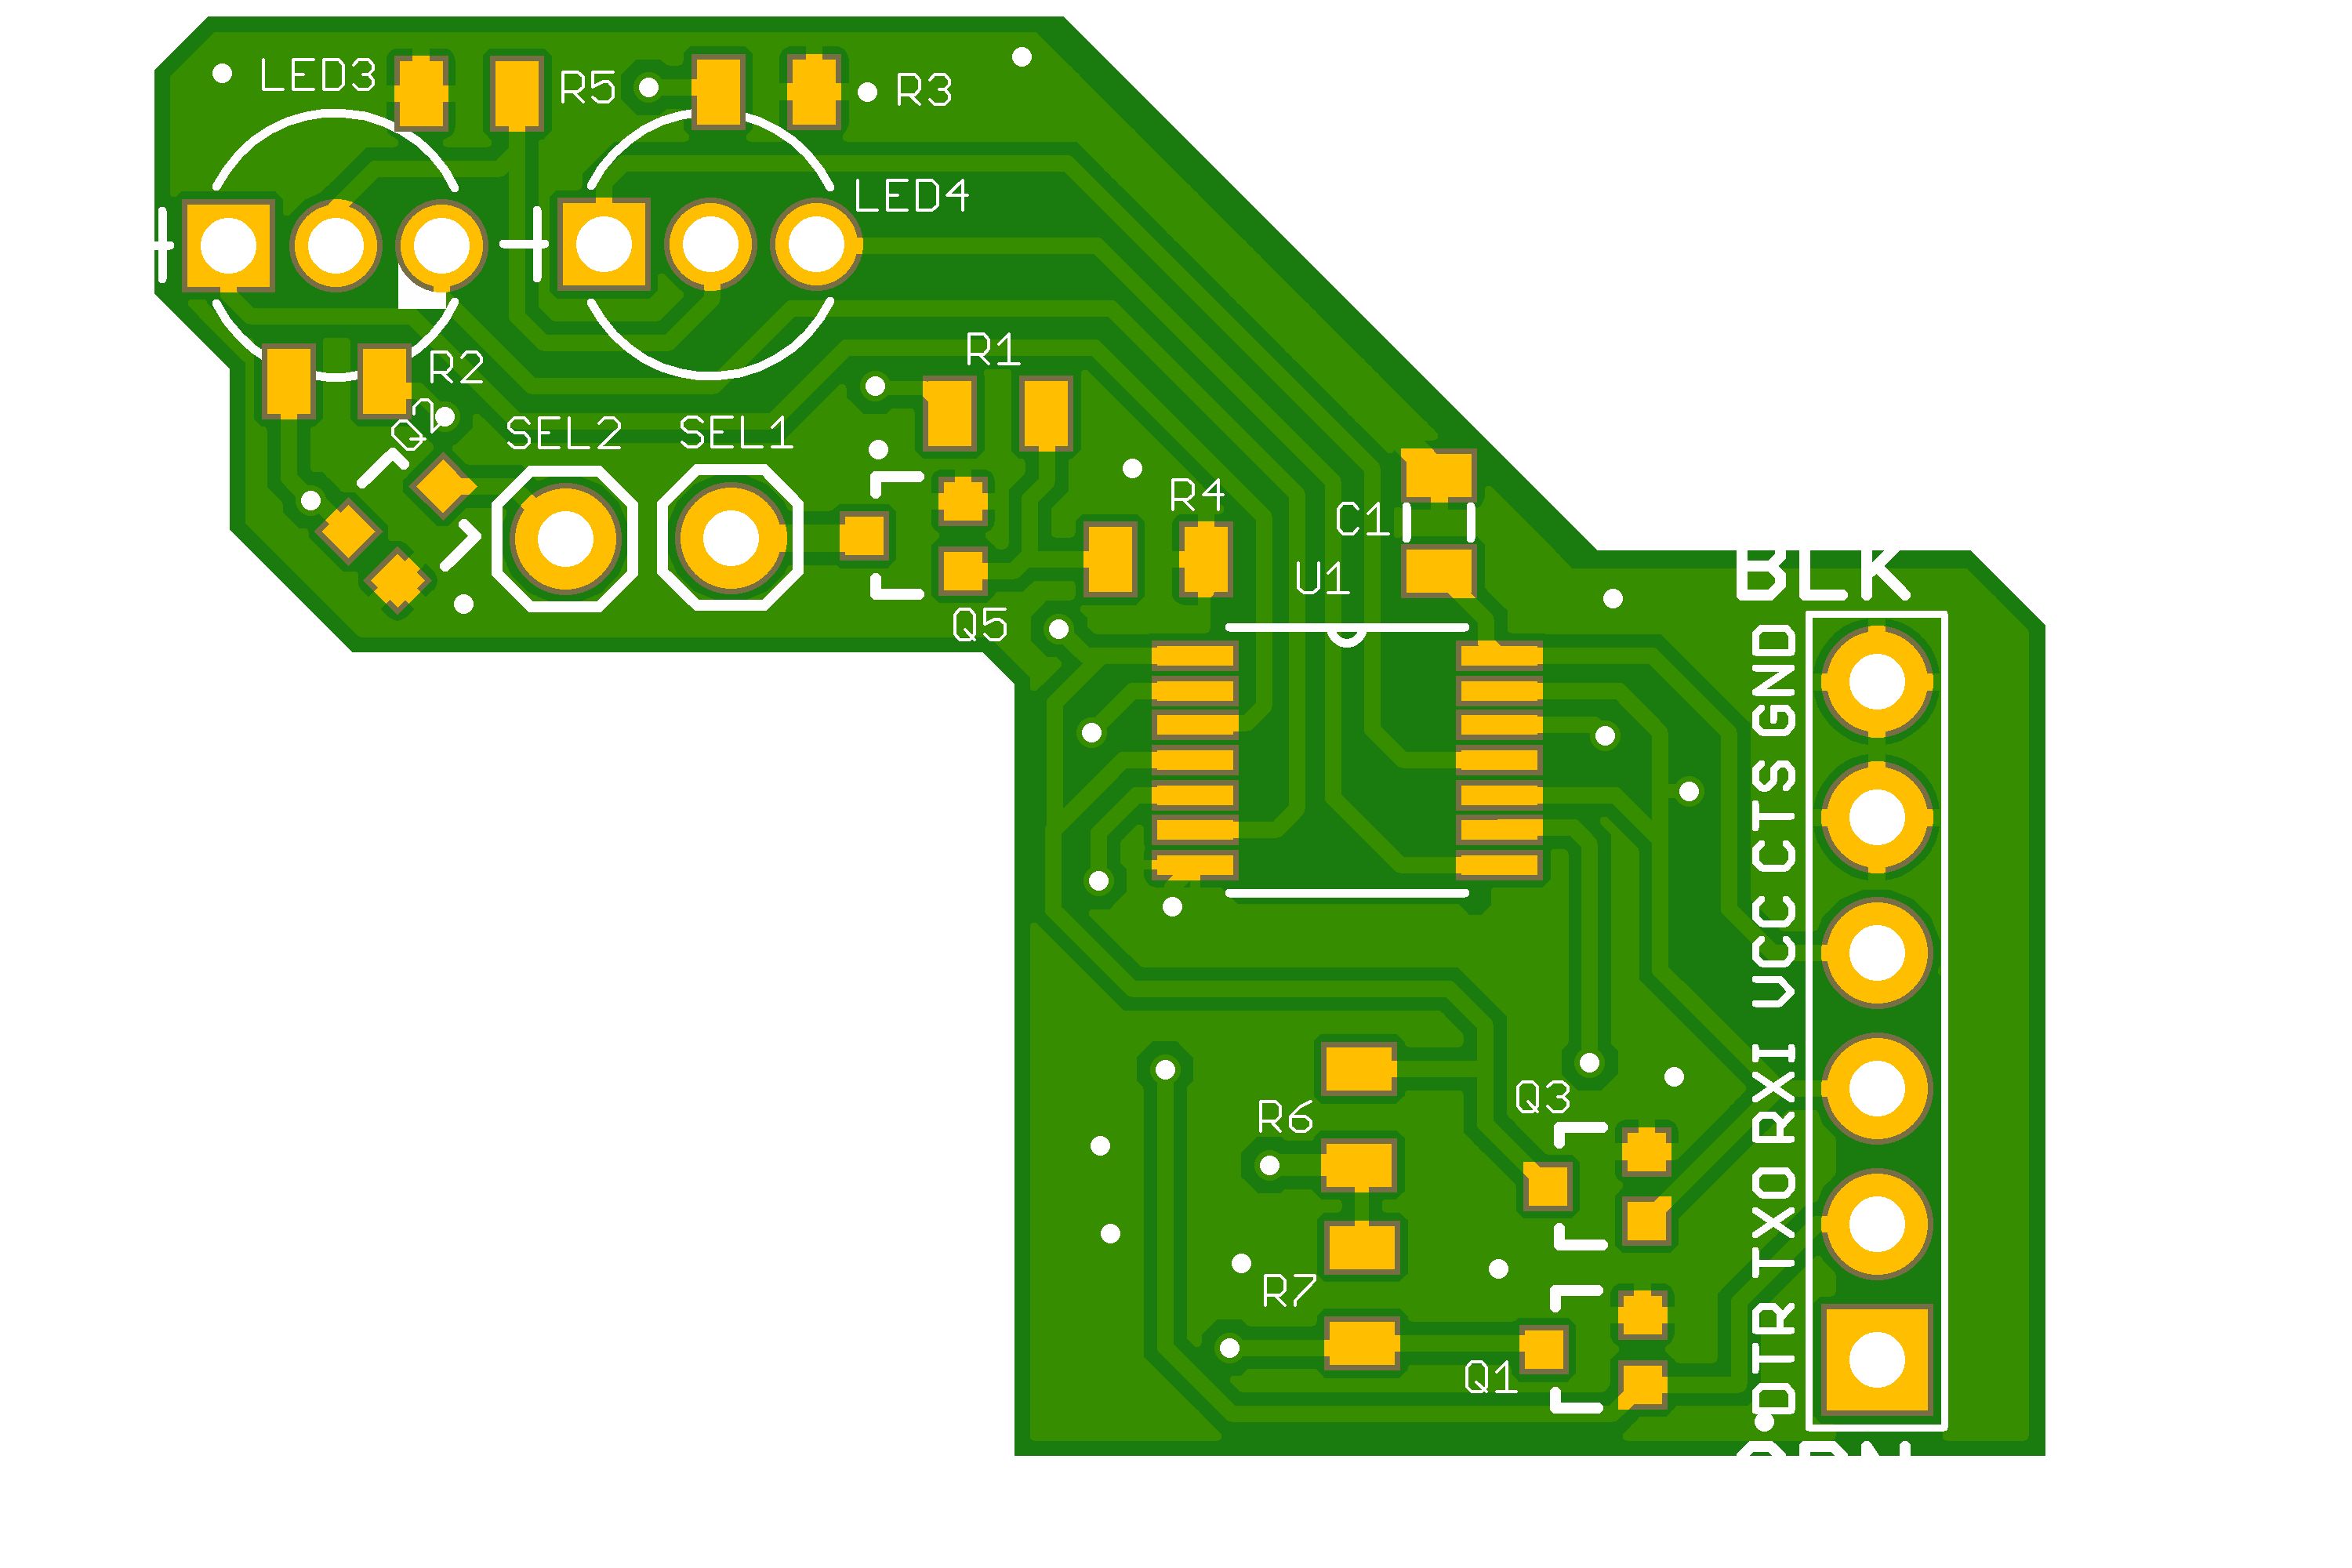 LED3
R5
R3
LED4
R1
R2
SEL2
SEL1
R4
C1
U1
Q5
BLK
GND
CTS
VCC
RXI
TXO
DTR
R6
Q3
R7
Q1